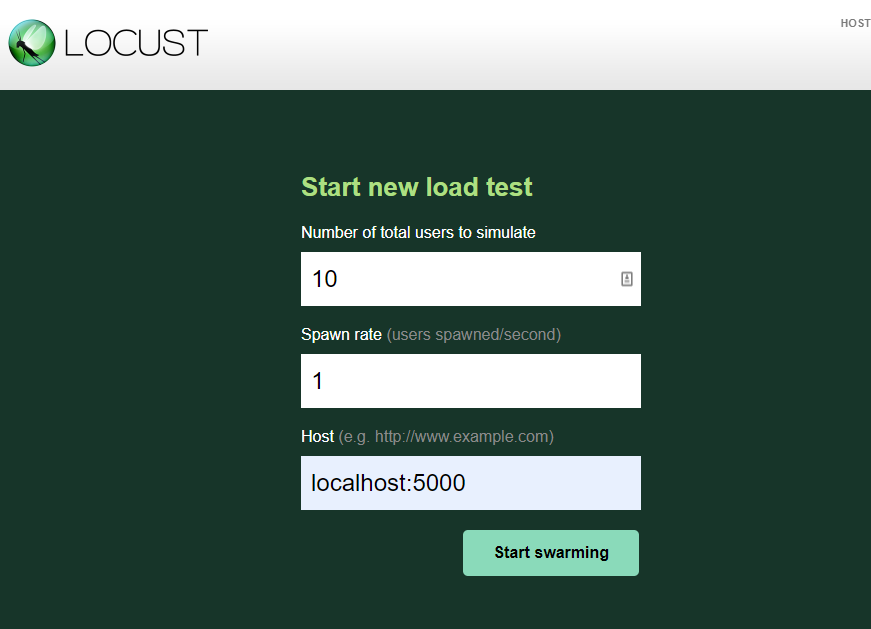 LOCUST
HOST
Start new load test
Number of total users to simulate
10
Spawn rate (users spawned/second)
1
Host (e.g. http://www.example.com)
localhost:5000
Start swarming